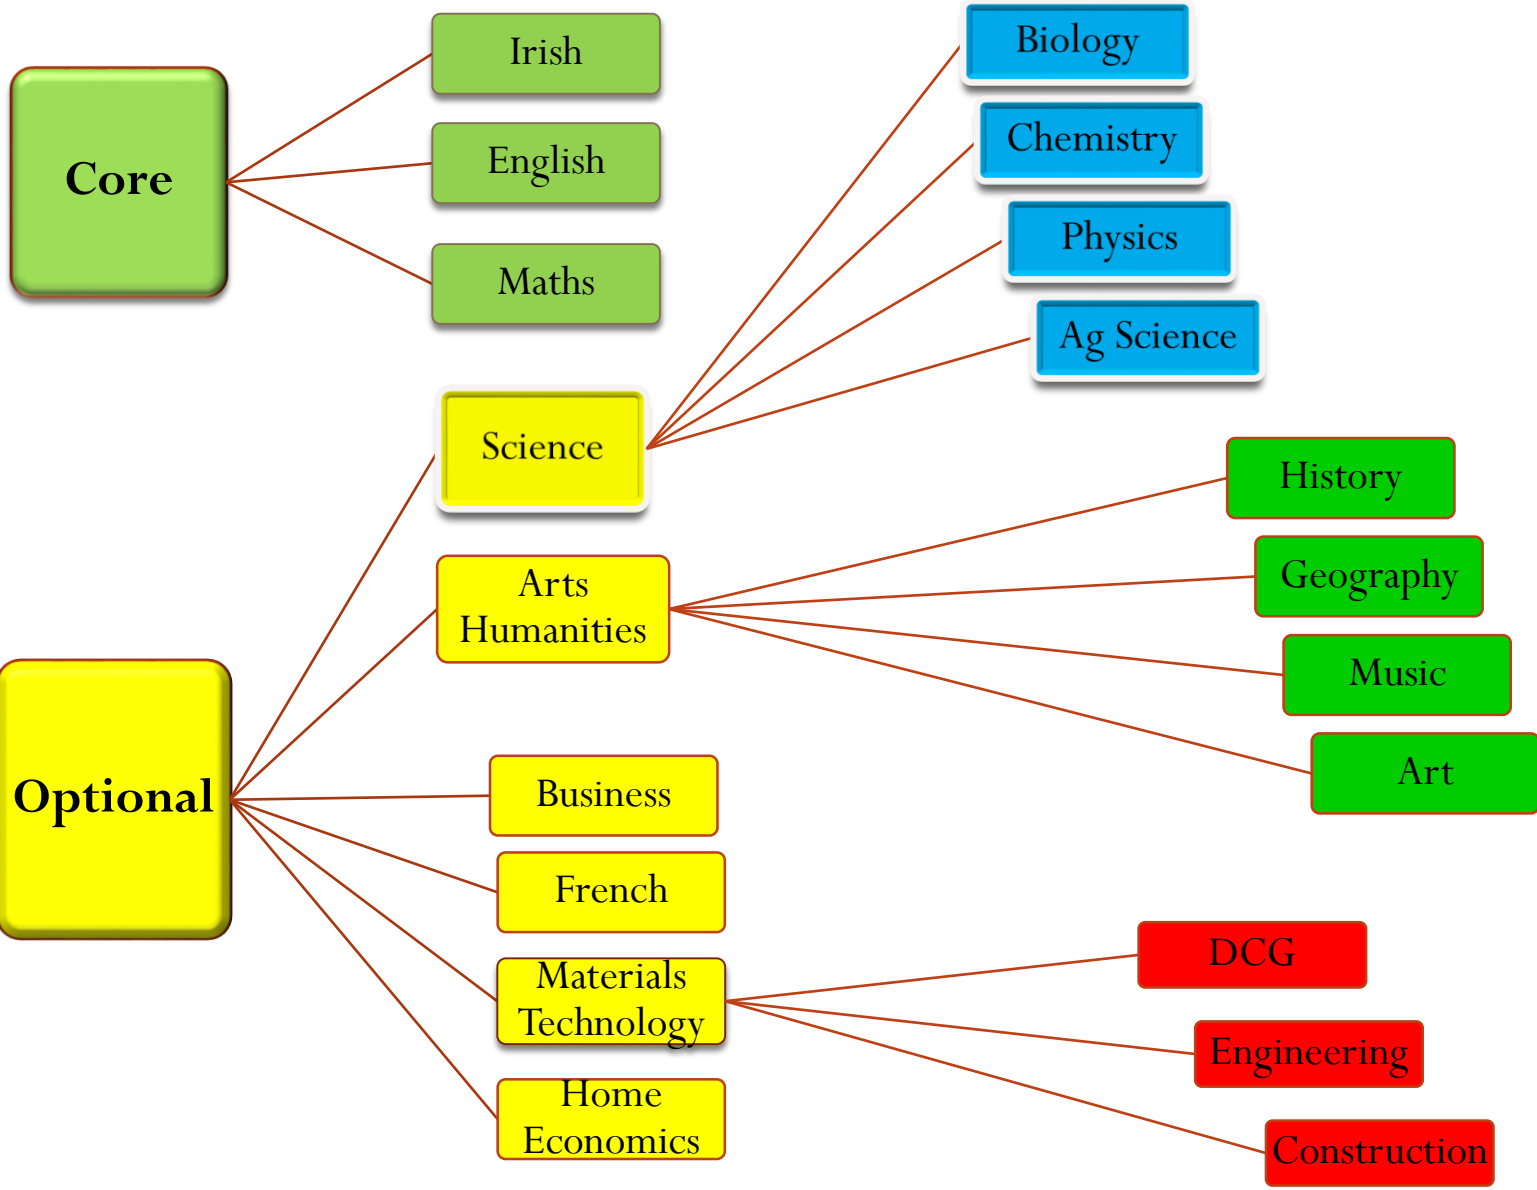 Core
Irish
English
Maths
Optional
Science
Biology
Chemistry
Physics
Ag Science
Arts
Humanities
History
Geography
Music
Art
Business
French
Materials
Technology
DCG
Engineering
Construction
Home
Economics